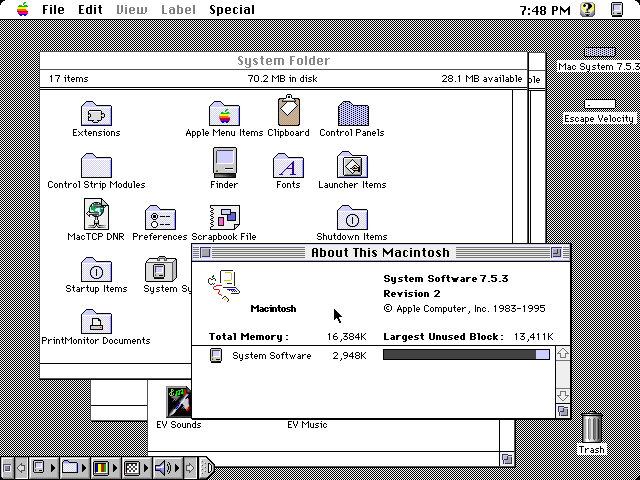 File Edit View Label Special 7:48 PM
System Folder
17 items 70.2 MB in disk 28.1 MB available
Mac System 7.5.3
Escape Velocity
Extensions Apple Menu Items Clipboard Control Panels
Control Strip Modules Finder Fonts Launcher Items
MacTCP DNR Preferences Scrapbook File Shutdown Items
Startup Items System
PrintMonitor Documents
About This Macintosh
System Software 7.5.3
Revision 2
Macintosh © Apple Computer, Inc. 1983-1995
Total Memory : 16,384K Largest Unused Block : 13,411K
System Software 2,948K
EV Sounds EV Music
Trash